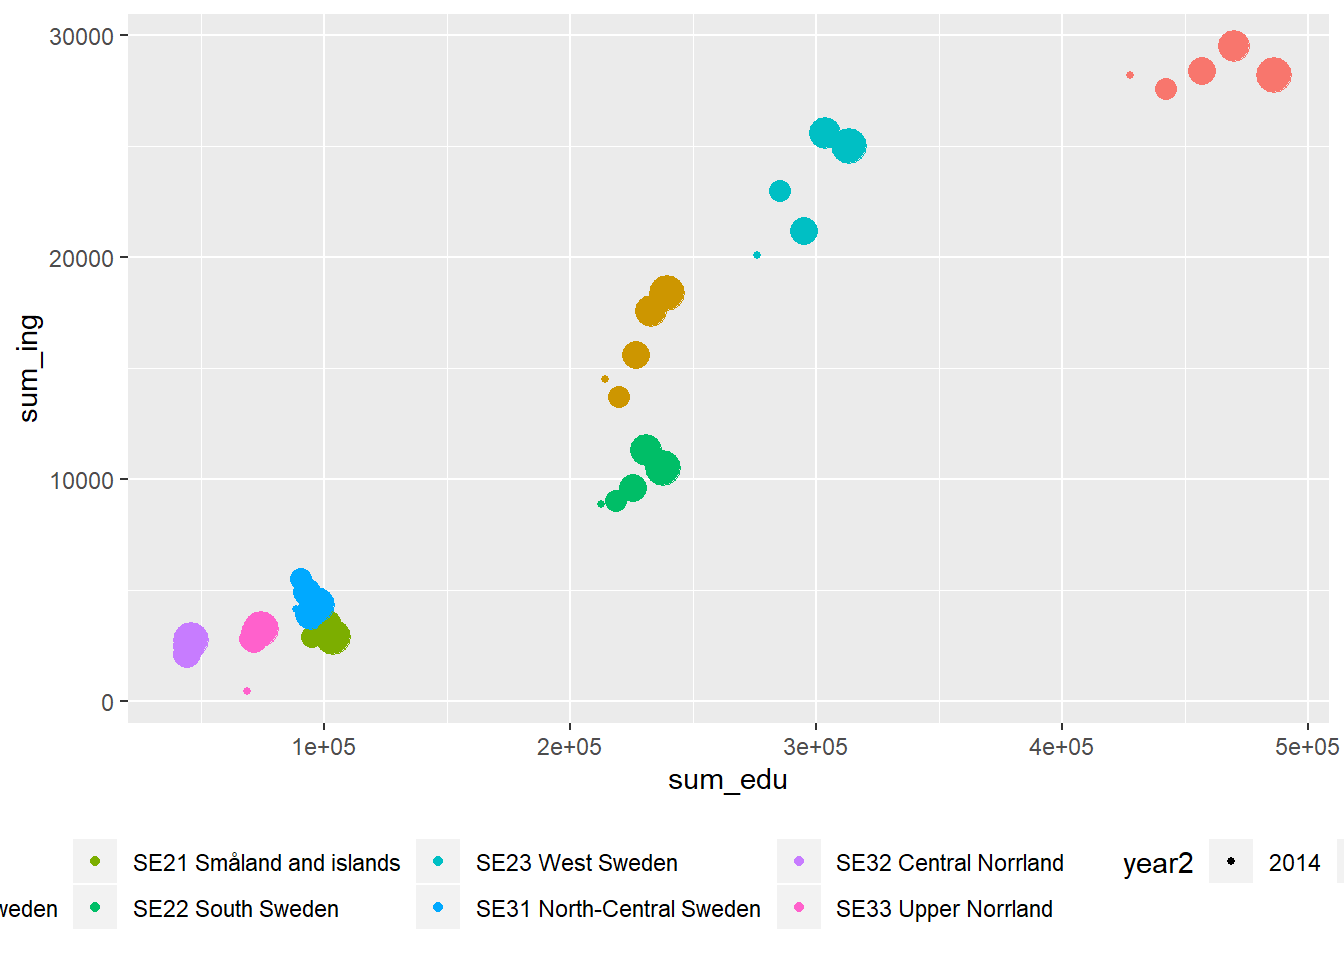 30000
20000
10000
0
sum_ing
1e+05 2e+05 3e+05 4e+05 5e+05
sum_edu
SE21 Småland and islands SE23 West Sweden SE32 Central Norrland year2 2014
weden SE22 South Sweden SE31 North-Central Sweden SE33 Upper Norrland